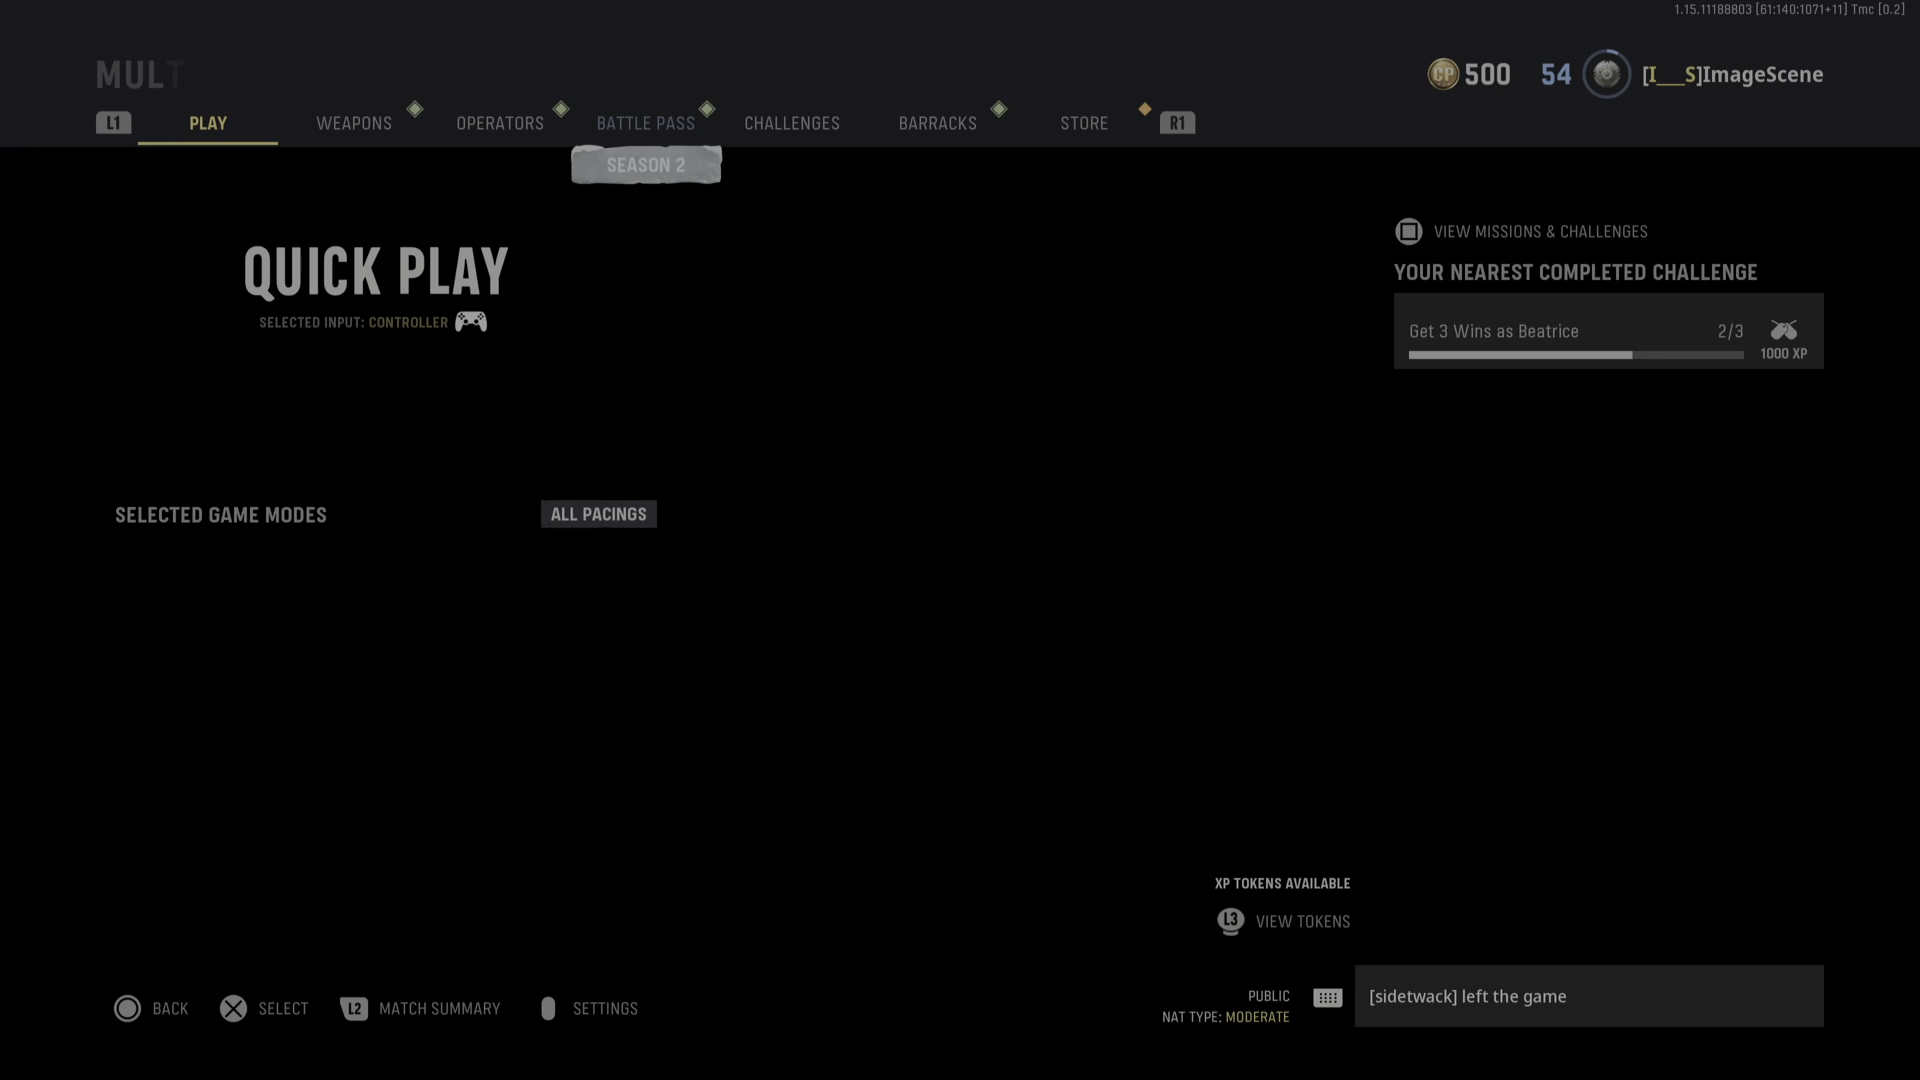 1.15.11188803 [61:140:1071+11] Tmc [0.2]
MULT
CP 500 54 [I___S]ImageScene
L1 PLAY WEAPONS OPERATORS BATTLE PASS CHALLENGES BARRACKS STORE R1
SEASON 2
QUICK PLAY
SELECTED INPUT: CONTROLLER
VIEW MISSIONS & CHALLENGES
YOUR NEAREST COMPLETED CHALLENGE
Get 3 Wins as Beatrice 2/3
1000 XP
SELECTED GAME MODES ALL PACINGS
XP TOKENS AVAILABLE
L3 VIEW TOKENS
BACK SELECT L2 MATCH SUMMARY SETTINGS
PUBLIC
NAT TYPE: MODERATE
[sidetwack] left the game